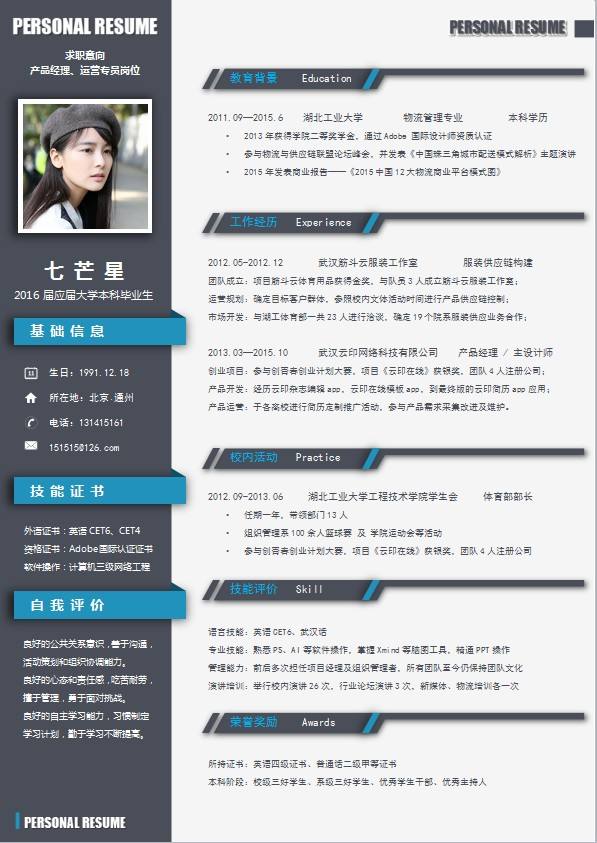 PERSONAL RESUME
求职意向
产品经理、运营专员岗位
七芒星
2016 届应届大学本科毕业生
基础信息
生日：1991.12.18
所在地：北京.通州
电话：131415161
151515@126.com
技能证书
外语证书：英语 CET6、CET4
资格证书：Adobe国际认证证书
软件操作：计算机三级网络工程
自我评价
良好的公共关系意识，善于沟通，
活动策划和组织协调能力。
良好的心态和责任感，吃苦耐劳，
擅于管理，勇于面对挑战。
良好的自主学习能力，习惯制定
学习计划，勤于学习不断提高。
PERSONAL RESUME
PERSONAL RESUME
教育背景 Education
2011.09——2015.6 湖北工业大学 物流管理专业 本科学历
• 2013 年获得学院二等奖学金，通过 Adobe 国际设计师资质认证
• 参与物流与供应链联盟论坛峰会，并发表《中国珠三角城市配送模式解析》主题演讲
• 2015 年发表商业报告——《2015 中国 12 大物流商业平台模式图》
工作经历 Experience
2012.05-2012.12 武汉筋斗云服装工作室 服装供应链构建
团队成立：项目筋斗云体育用品获得金奖，与队员 3 人成立筋斗云服装工作室；
运营规划：确定目标客户群体，参照校内文体活动时间进行产品供应链控制；
市场开发：与湖工体育部一共 23 人进行洽谈，确定 19 个院系服装供应业务合作；
2013.03——2015.10 武汉云印网络科技有限公司 产品经理 / 主设计师
创业项目：参与创青春创业计划大赛，项目《云印在线》获银奖，团队 4 人注册公司；
产品开发：经历云印杂志编辑 app，云印在线模板 app，到最终版的云印简历 app 应用；
产品运营：于各高校进行简历定制推广活动，参与产品需求采集改进及维护。
校内活动 Practice
2012.09-2013.06 湖北工业大学工程技术学院学生会 体育部部长
• 任期一年，带领部门 13 人
• 组织管理系 100 余人篮球赛 及 学院运动会等活动
• 参与创青春创业计划大赛，项目《云印在线》获银奖，团队 4 人注册公司
技能评价 Skill
语言技能：英语 CET6、武汉话
专业技能：熟悉 PS、AI 等软件操作，掌握 Xmind 等脑图工具，精通 PPT 操作
管理能力：前后多次担任项目经理及组织管理者，所有团队至今仍保持团队文化
演讲培训：举行校内演讲 26 次，行业论坛演讲 3 次，新媒体、物流培训各一次
荣誉奖励 Awards
所持证书：英语四级证书、普通话二级甲等证书
本科阶段：校级三好学生、系级三好学生、优秀学生干部、优秀主持人